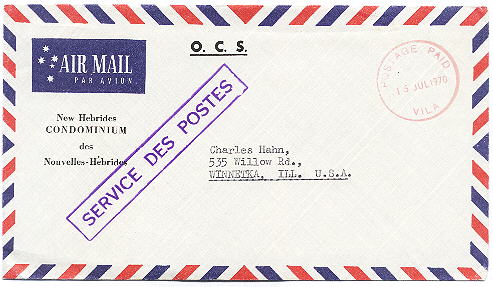 O. C. S.
AIR MAIL
PAR AVION
New Hebrides
CONDOMINIUM
des
Nouvelles-Hébrides
SERVICE DES POSTES
POSTAGE PAID
15 JUL 1970
VILA
Charles Hahn,
535 Willow Rd.,
WINNETKA, ILL. U.S.A.